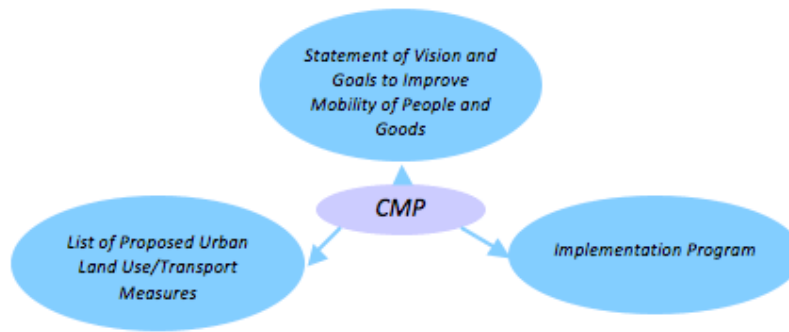 Statement of Vision and
Goals to Improve
Mobility of People and
Goods
CMP
List of Proposed Urban
Land Use/Transport
Measures
Implementation Program